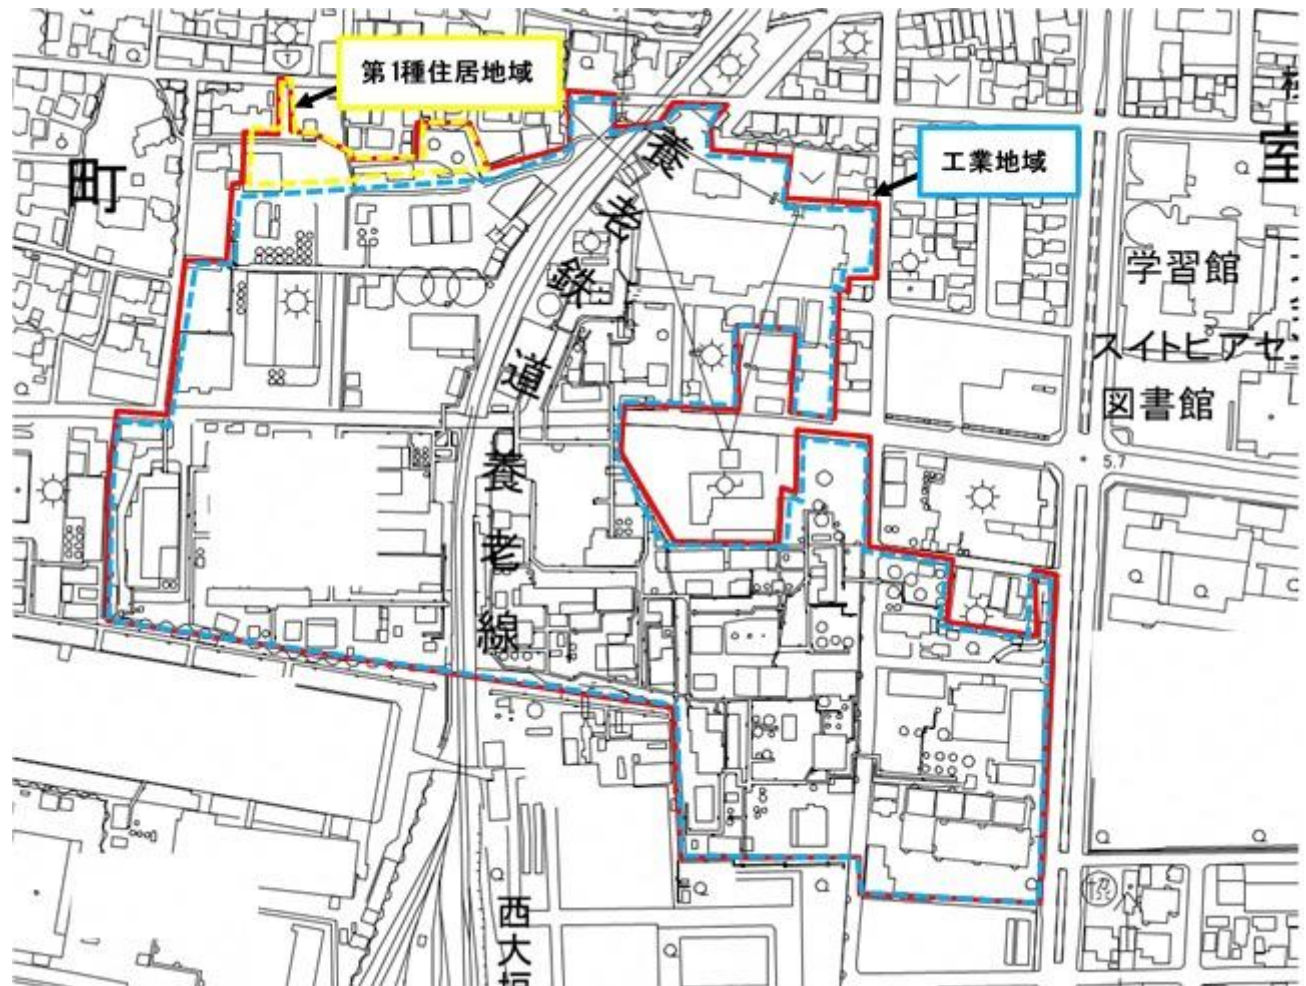 第1種住居地域
工業地域
町
室
養老鉄道
養老線
学習館
スイトピアセ
図書館
5.7
西大垣